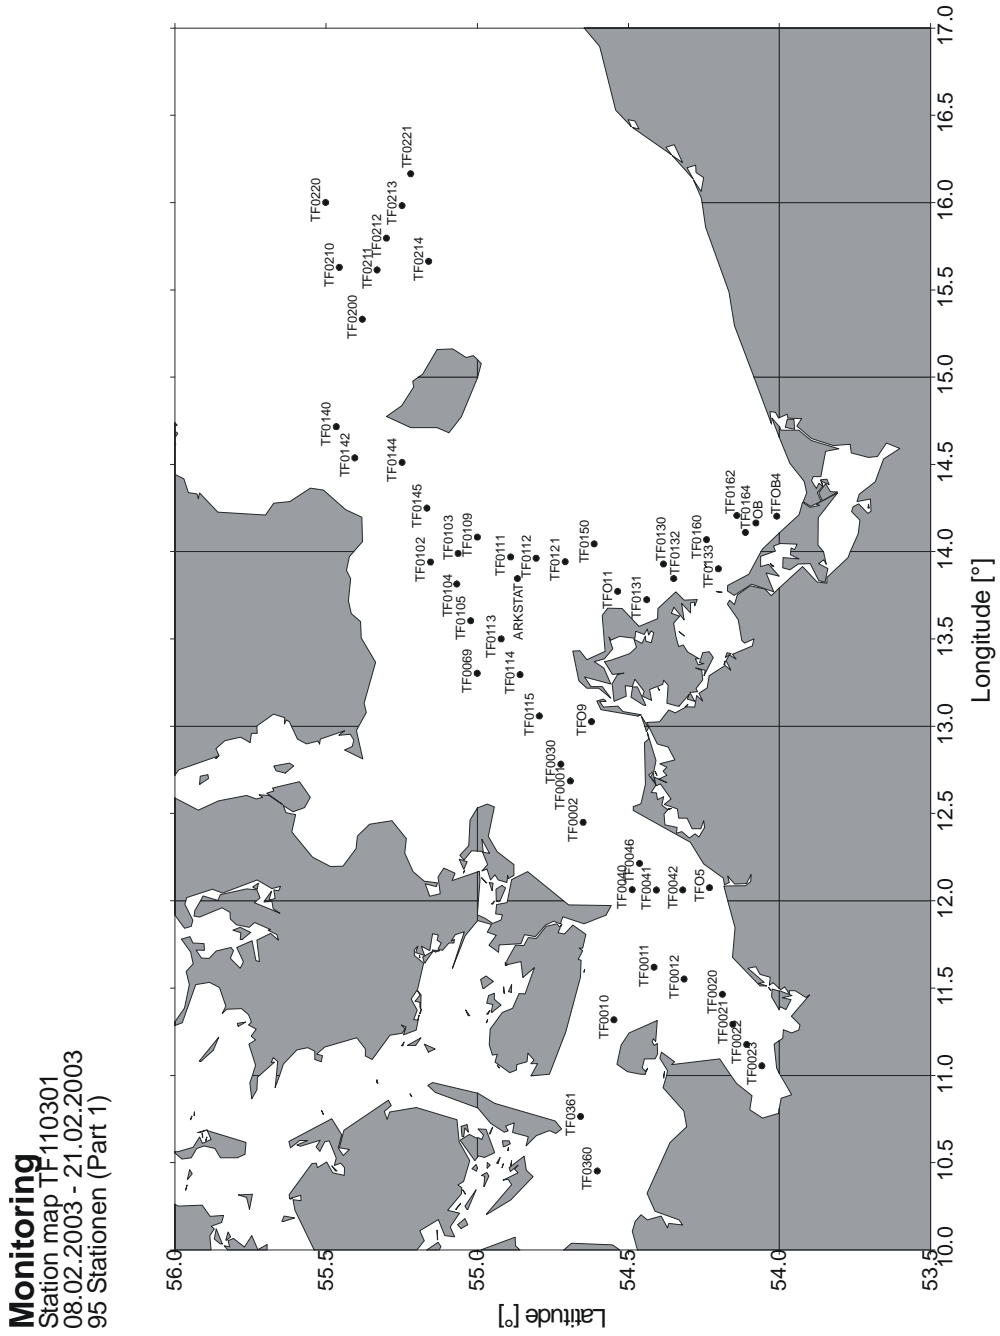 Monitoring
Station map TF110301
08.02.2003 - 21.02.2003
95 Stationen (Part 1)
Latitude [°]
56.0
55.5
55.0
54.5
54.0
53.5
Longitude [°]
10.0
10.5
11.0
11.5
12.0
12.5
13.0
13.5
14.0
14.5
15.0
15.5
16.0
16.5
17.0
TF0360
TF0361
TF0010
TF0011
TF0012
TF0020
TF0021
TF0022
TF0023
TF0040
TF0046
TF0041
TF0042
TFO5
TF0002
TF0001
TF0030
TFO9
TF0115
TF0069
TF0114
TF0113
TF0105
TF0104
TF0102
TF0103
TF0109
TF0145
TF0111
TF0112
ARKSTAT
TF0121
TF0150
TFO11
TF0131
TF0130
TF0132
TF0133
TF0160
TF0162
TF0164
OB
TFOB4
TF0144
TF0142
TF0140
TF0200
TF0210
TF0211
TF0212
TF0213
TF0214
TF0220
TF0221